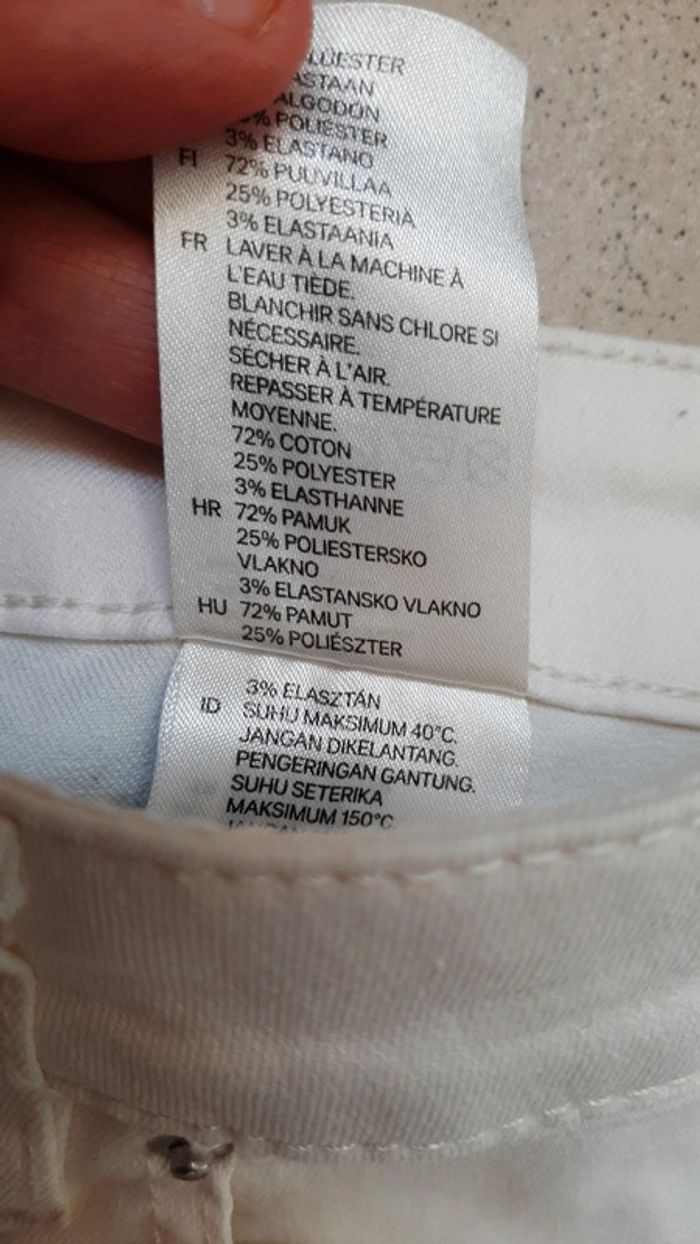 ALGODÓN
POLIÉSTER
3% ELASTANO
FI 72% PUUVILLAA
25% POLYESTERIÄ
3% ELASTAANIA
FR LAVER À LA MACHINE À
L'EAU TIÈDE.
BLANCHIR SANS CHLORE SI
NÉCESSAIRE.
SÉCHER À L'AIR.
REPASSER À TEMPÉRATURE
MOYENNE.
72% COTON
25% POLYESTER
3% ELASTHANNE
HR 72% PAMUK
25% POLIESTERSKO
VLAKNO
3% ELASTANSKO VLAKNO
HU 72% PAMUT
25% POLIÉSZTER
3% ELASZTÁN
ID SUHU MAKSIMUM 40°C.
JANGAN DIKELANTANG.
PENGERINGAN GANTUNG.
SUHU SETERIKA
MAKSIMUM 150°C